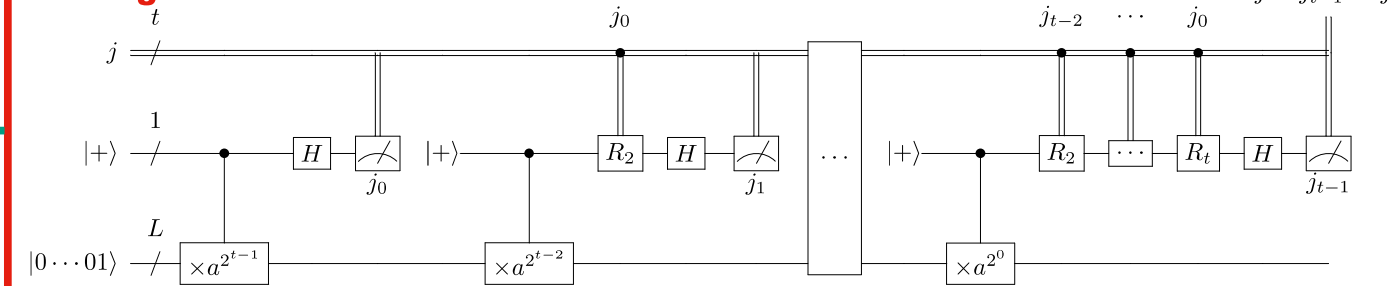 t j₀ j_{t−2} ⋯ j₀
j
1
|+⟩ H |+⟩ R₂ H ⋯ |+⟩ R₂ ⋯ R_t H
j₀ j₁ j_{t−1}
L
|0⋯01⟩ ×a^{2^{t−1}} ×a^{2^{t−2}} ×a^{2^0}